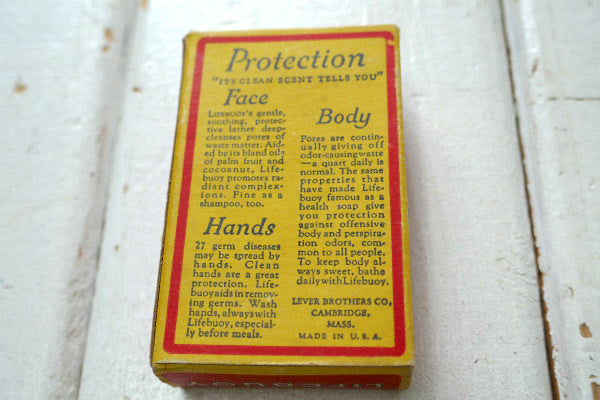 Protection
"ITS CLEAN SCENT TELLS YOU"
Face
LIFEBUOY'S gentle,
soothing, protec-
tive lather deep-
cleanses pores of
waste matter. Aid-
ed by its bland oils
of palm fruit and
cocoanut, Life-
buoy promotes ra-
diant complex-
ions. Fine as a
shampoo, too.
Hands
27 germ diseases
may be spread by
hands. Clean
hands are a great
protection. Life-
buoy aids in remov-
ing germs. Wash
hands, always with
Lifebuoy, especial-
ly before meals.
Body
Pores are contin-
ually giving off
odor-causing waste
—a quart daily is
normal. The same
properties that
have made Life-
buoy famous as a
health soap give
you protection
against offensive
body and perspira-
tion odors, com-
mon to all people.
To keep body al-
ways sweet, bathe
daily with Lifebuoy.
LEVER BROTHERS CO.,
CAMBRIDGE,
MASS.
MADE IN U.S.A.
LIFEBUOY